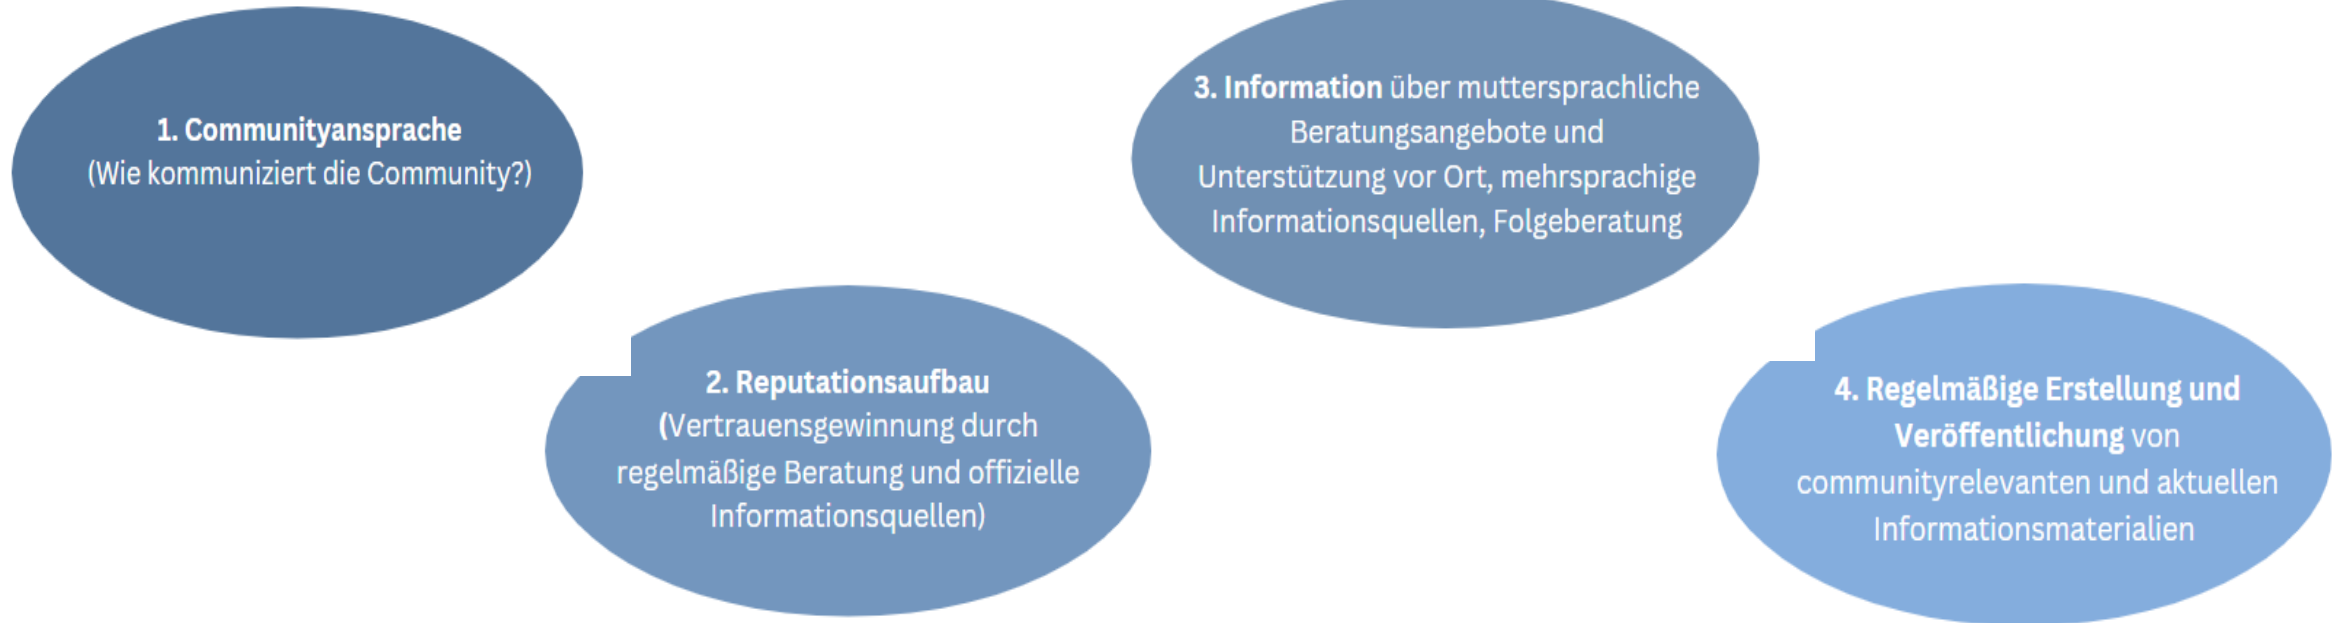 1. Communityansprache
(Wie kommuniziert die Community?)
2. Reputationsaufbau
(Vertrauensgewinnung durch
regelmäßige Beratung und offizielle
Informationsquellen)
3. Information über muttersprachliche
Beratungsangebote und
Unterstützung vor Ort, mehrsprachige
Informationsquellen, Folgeberatung
4. Regelmäßige Erstellung und
Veröffentlichung von
communityrelevanten und aktuellen
Informationsmaterialien